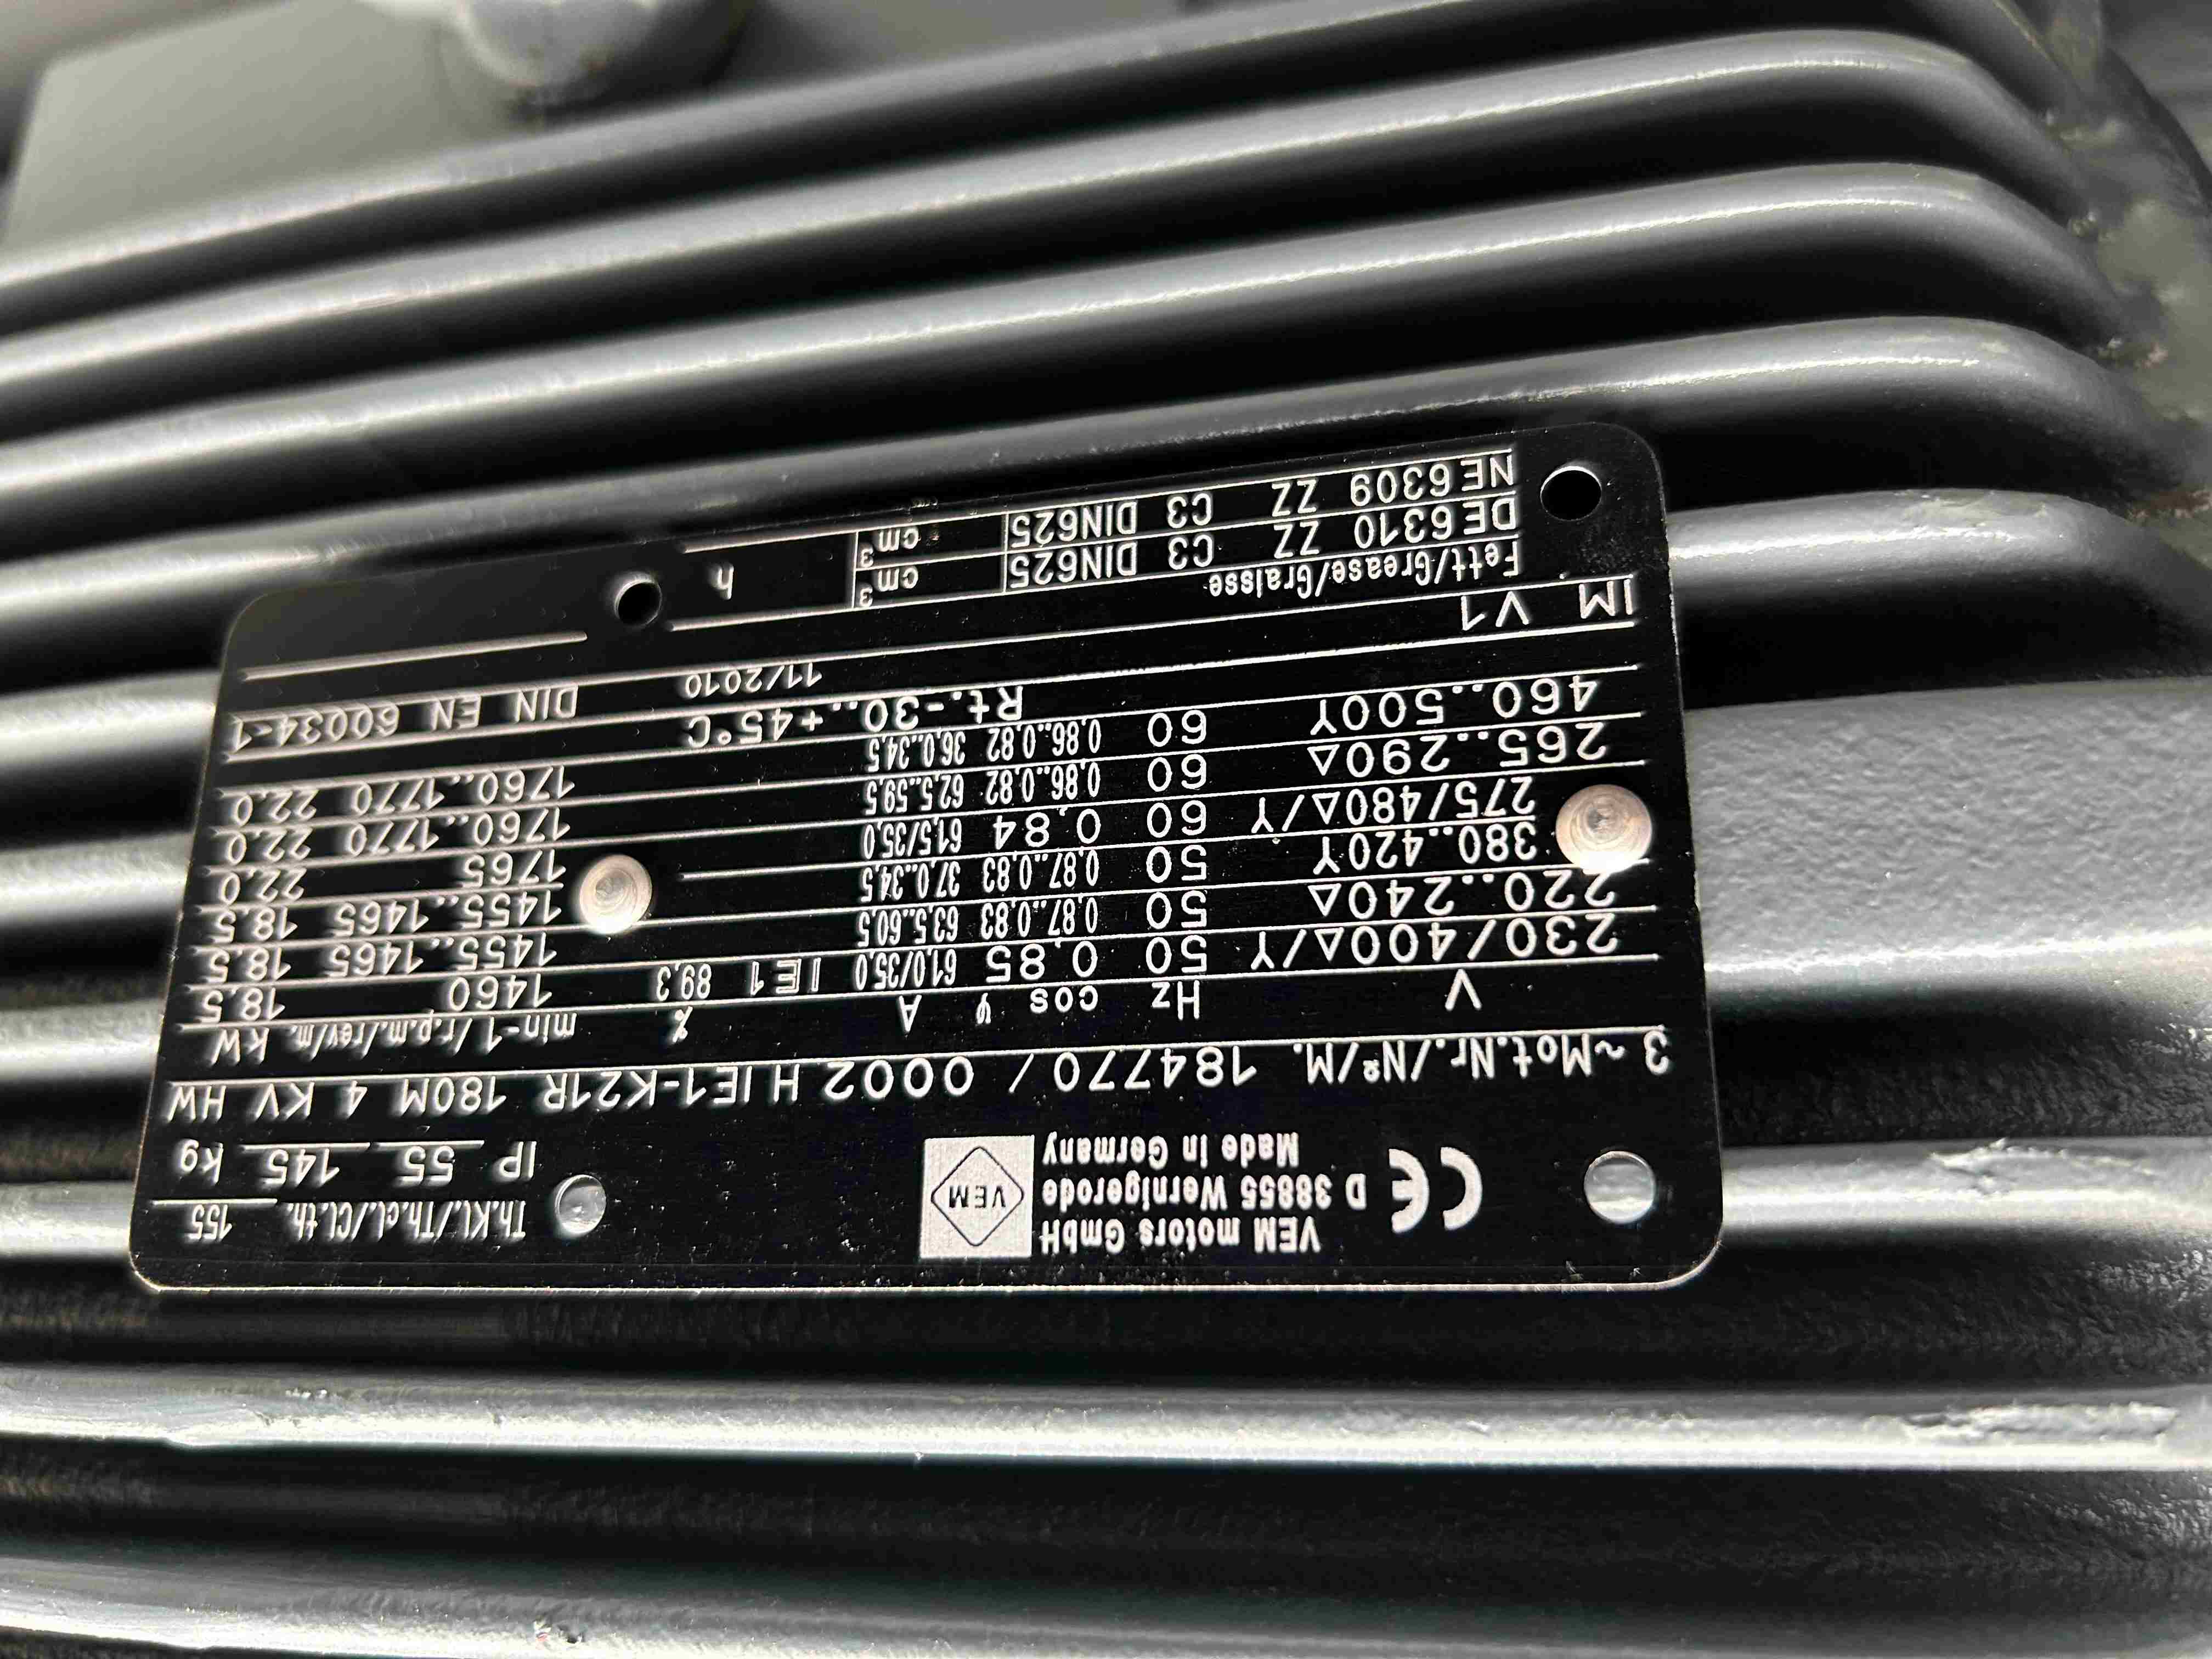 VEM motors GmbH
D 38855 Wernigerode
Made in Germany
CE
VEM
Th.Kl./Th.cl./Cl.th. 155
IP 55 145 kg
3 ~Mot.Nr./Nº/M. 184770 / 0002 H IE1-K21R 180M 4 KV HW
V Hz cos φ A % min-1/r.p.m./rev/m. kW
230/400Δ/Y 50 0,85 61,0/35,0 IE1 89,3 1460 18,5
220..240Δ 50 0,87..0,83 63,5..60,5 1455..1465 18,5
380..420Y 50 0,87..0,83 37,0..34,5 1455..1465 18,5
275/480Δ/Y 60 0,84 61,5/35,0 1765 22,0
265..290Δ 60 0,86..0,82 62,5..59,5 1760..1770 22,0
460..500Y 60 0,86..0,82 36,0..34,5 1760..1770 22,0
Rt.-30..+45°C
11/2010 DIN EN 60034-1
IM V1
Fett/Grease/Graisse
DE 6310 ZZ C3 DIN625 cm3 h
NE 6309 ZZ C3 DIN625 cm3